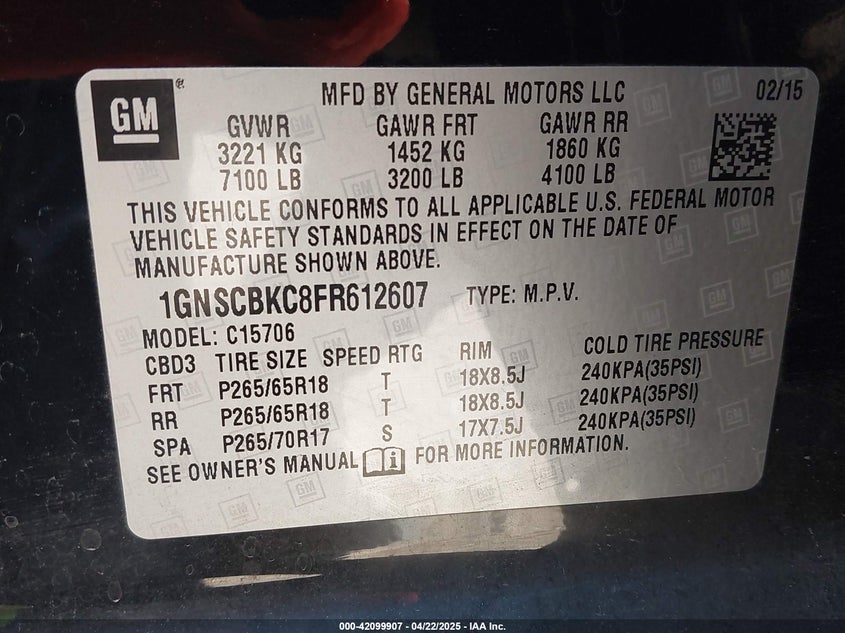 GM
MFD BY GENERAL MOTORS LLC 02/15
GVWR GAWR FRT GAWR RR
3221 KG 1452 KG 1860 KG
7100 LB 3200 LB 4100 LB
THIS VEHICLE CONFORMS TO ALL APPLICABLE U.S. FEDERAL MOTOR
VEHICLE SAFETY STANDARDS IN EFFECT ON THE DATE OF
MANUFACTURE SHOWN ABOVE.
1GNSCBKC8FR612607 TYPE: M.P.V.
MODEL: C15706
CBD3 TIRE SIZE SPEED RTG RIM COLD TIRE PRESSURE
FRT P265/65R18 T 18X8.5J 240KPA(35PSI)
RR P265/65R18 T 18X8.5J 240KPA(35PSI)
SPA P265/70R17 S 17X7.5J 240KPA(35PSI)
SEE OWNER'S MANUAL FOR MORE INFORMATION.
000-42099907 - 04/22/2025 - IAA Inc.